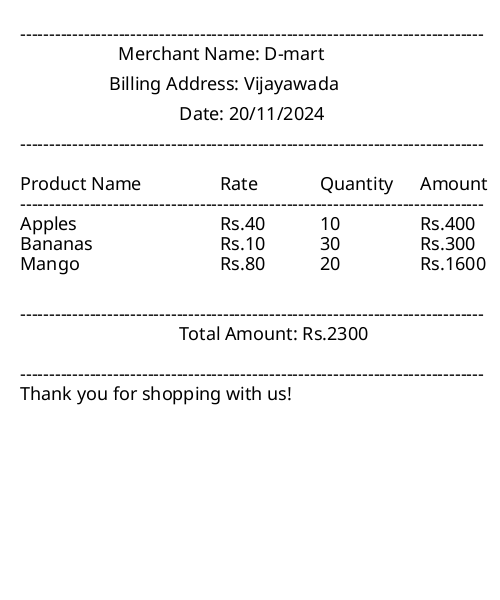 --------------------------------------------------------------------------------
Merchant Name: D-mart
Billing Address: Vijayawada
Date: 20/11/2024
--------------------------------------------------------------------------------
Product Name Rate Quantity Amount
--------------------------------------------------------------------------------
Apples Rs.40 10 Rs.400
Bananas Rs.10 30 Rs.300
Mango Rs.80 20 Rs.1600
--------------------------------------------------------------------------------
Total Amount: Rs.2300
--------------------------------------------------------------------------------
Thank you for shopping with us!